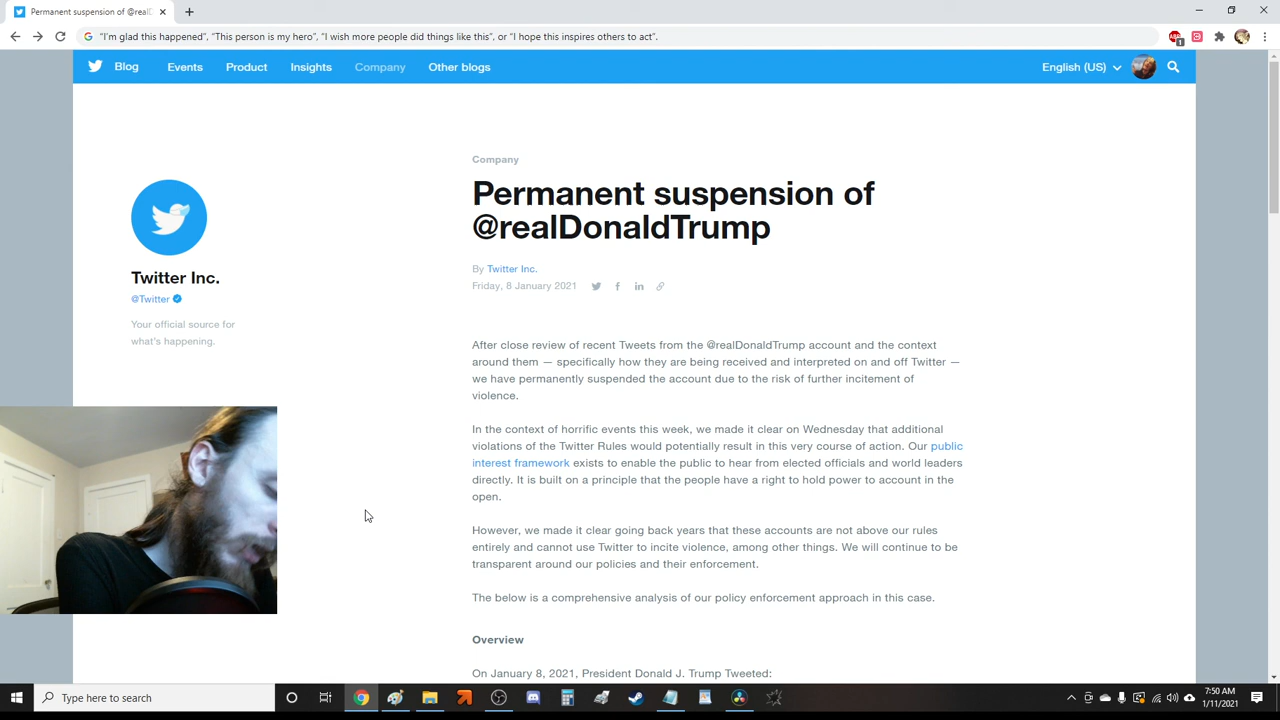 Permanent suspension of @realD
"I'm glad this happened", "This person is my hero", "I wish more people did things like this", or "I hope this inspires others to act".
1
Blog Events Product Insights Company Other blogs English (US)
Company
Permanent suspension of
@realDonaldTrump
Twitter Inc.
@Twitter
Your official source for
what's happening.
By Twitter Inc.
Friday, 8 January 2021
After close review of recent Tweets from the @realDonaldTrump account and the context
around them — specifically how they are being received and interpreted on and off Twitter —
we have permanently suspended the account due to the risk of further incitement of
violence.
In the context of horrific events this week, we made it clear on Wednesday that additional
violations of the Twitter Rules would potentially result in this very course of action. Our public
interest framework exists to enable the public to hear from elected officials and world leaders
directly. It is built on a principle that the people have a right to hold power to account in the
open.
However, we made it clear going back years that these accounts are not above our rules
entirely and cannot use Twitter to incite violence, among other things. We will continue to be
transparent around our policies and their enforcement.
The below is a comprehensive analysis of our policy enforcement approach in this case.
Overview
On January 8, 2021, President Donald J. Trump Tweeted:
Type here to search
7:50 AM
1/11/2021